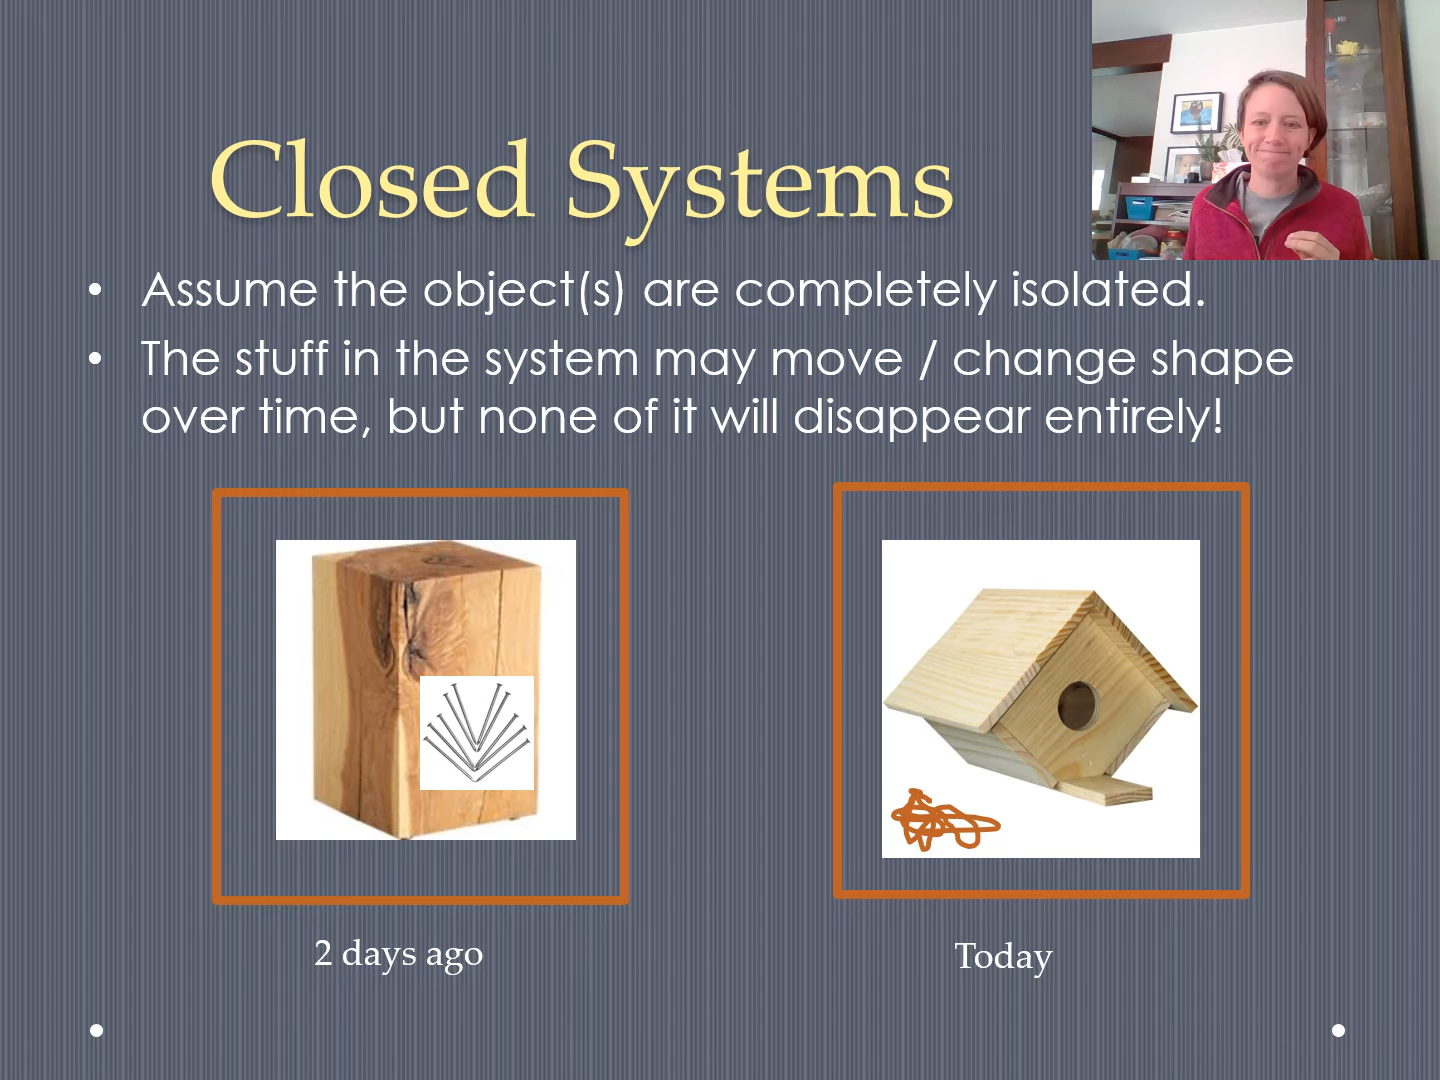 Closed Systems
• Assume the object(s) are completely isolated.
• The stuff in the system may move / change shape
over time, but none of it will disappear entirely!
2 days ago
Today